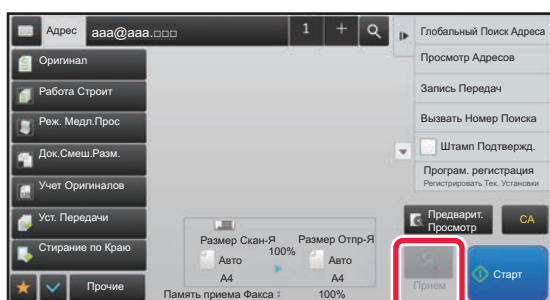 Адрес aaa@aaa.□□□ 1 +
Глобальный Поиск Адреса
Оригинал
Просмотр Адресов
Работа Строит
Запись Передач
Реж. Медл.Прос
Вызвать Номер Поиска
Док.Смеш.Разм.
Штамп Подтвержд.
Учет Оригиналов
Програм. регистрация
Регистрировать Тек. Установки
Уст. Передачи
Предварит.
Просмотр
CA
Стирание по Краю
Размер Скан-Я
Размер Отпр-Я
100%
Авто
A4
Авто
A4
Прочие
Прием
Старт
Память приема Факса : 100%